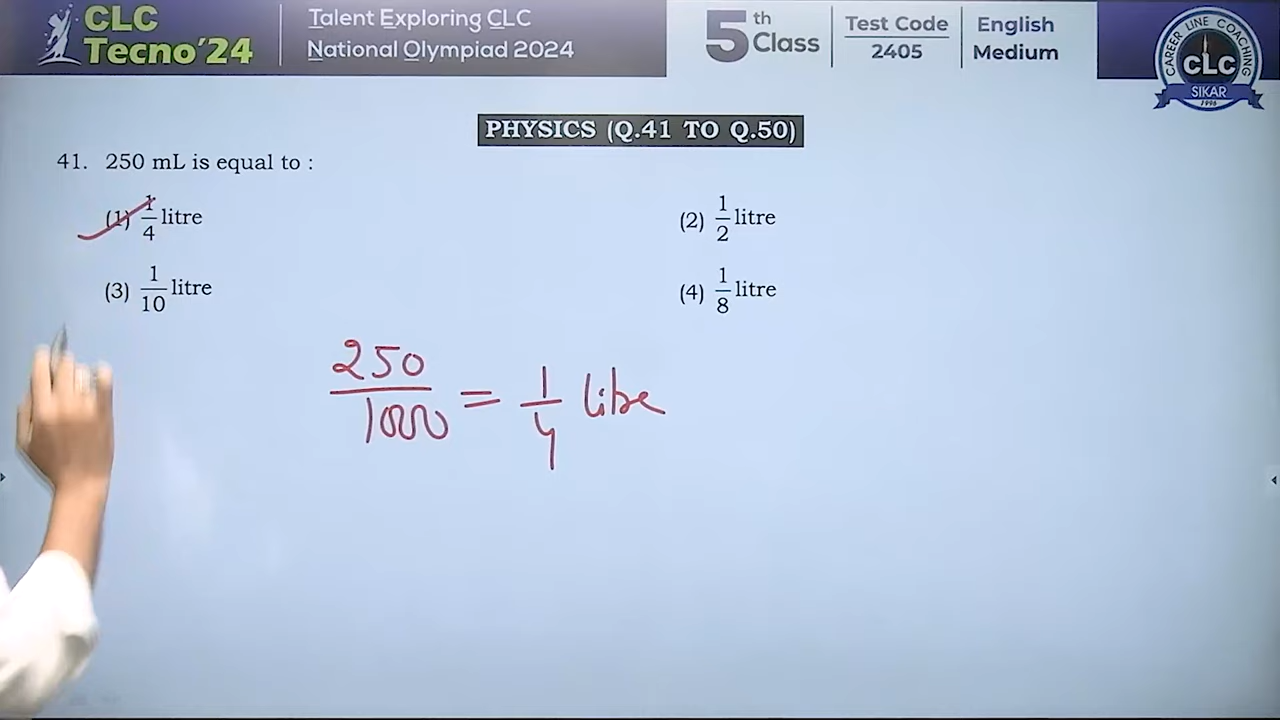 CLC
Tecno'24
Talent Exploring CLC
National Olympiad 2024
5th
Class
Test Code
2405
English
Medium
CAREER LINE COACHING
CLC
SIKAR
1996
PHYSICS (Q.41 TO Q.50)
41. 250 mL is equal to :
(1) 1/4 litre
(2) 1/2 litre
(3) 1/10 litre
(4) 1/8 litre
250/1000 = 1/4 litre